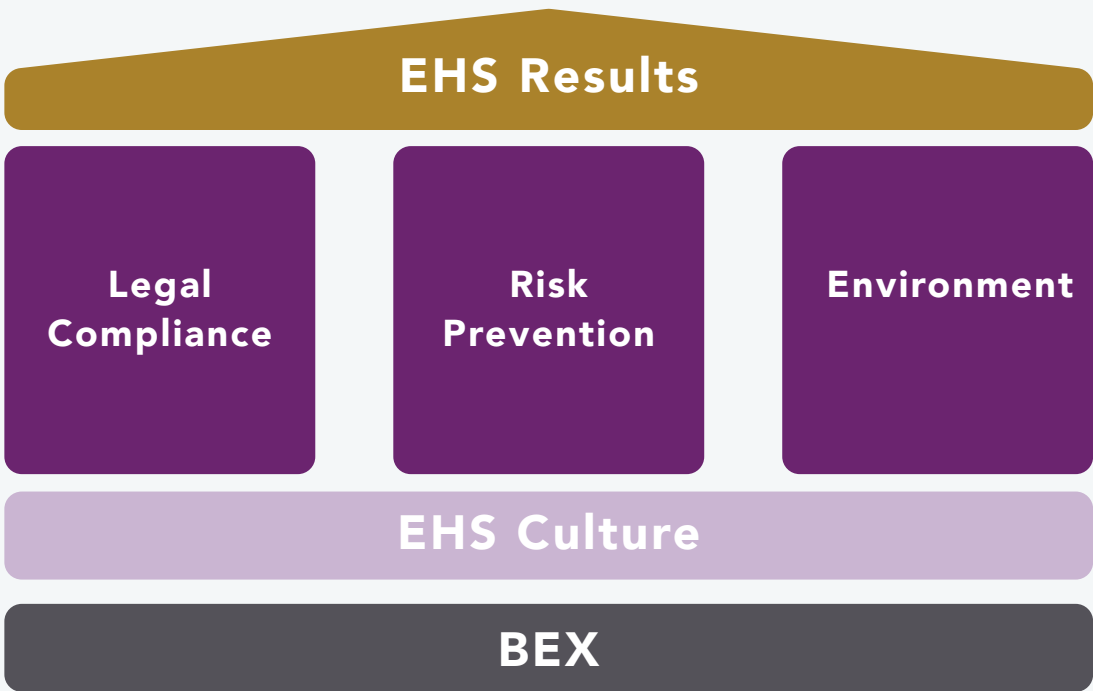 EHS Results
Legal
Compliance
Risk
Prevention
Environment
EHS Culture
BEX